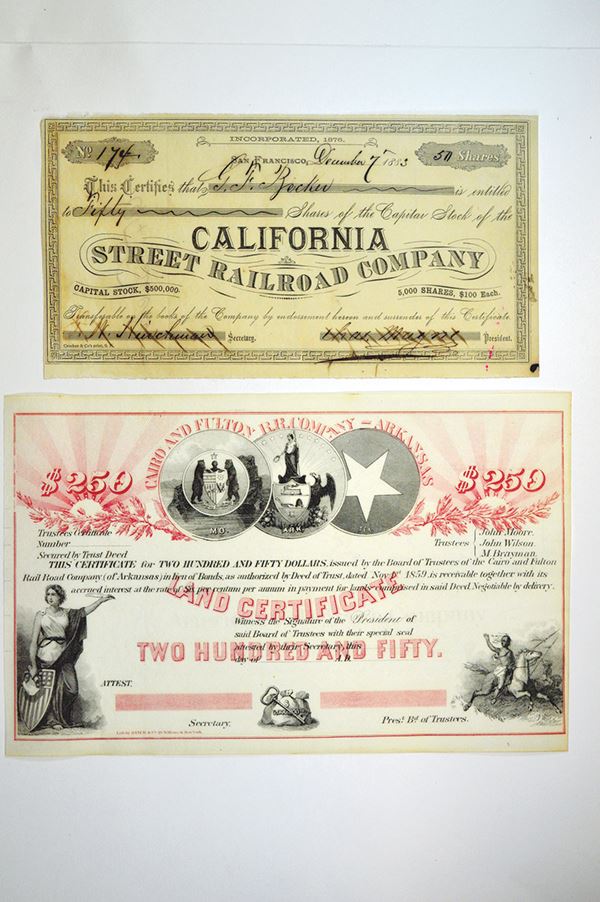 INCORPORATED, 1876.
No 174
San Francisco, December 7th 1883
50 Shares
This Certifies that G. F. Becker is entitled
to Fifty Shares of the Capital Stock of the
CALIFORNIA
STREET RAILROAD COMPANY
CAPITAL STOCK, $500,000.
5,000 SHARES, $100 Each.
Transferable on the books of the Company by endorsement hereon and surrender of this Certificate
Secretary.
President.
CAIRO AND FULTON R.R. COMPANY — ARKANSAS
$250
$250
MO.
ARK.
TEX.
Trustees Certificate
Number
Secured by Trust Deed
Trustees
John Moore.
John Wilson.
M. Brayman.
THIS CERTIFICATE for TWO HUNDRED AND FIFTY DOLLARS, issued by the Board of Trustees of the Cairo and Fulton
Rail Road Company (of Arkansas) in lieu of Bonds, as authorized by Deed of Trust, dated Nov. 1859. is receivable together with its
accrued interest at the rate of Six per centum per annum in payment for lands comprised in said Deed Negotiable by delivery.
LAND CERTIFICATE
Witness the Signature of the President of
said Board of Trustees with their special seal
attested by their Secretary, this
day of A.D.
TWO HUNDRED AND FIFTY.
ATTEST,
Secretary.
Prest. Bd. of Trustees.